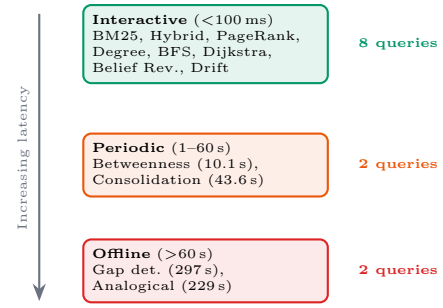 Increasing latency
Interactive (<100 ms)
BM25, Hybrid, PageRank,
Degree, BFS, Dijkstra,
Belief Rev., Drift
8 queries
Periodic (1–60 s)
Betweenness (10.1 s),
Consolidation (43.6 s)
2 queries
Offline (>60 s)
Gap det. (297 s),
Analogical (229 s)
2 queries